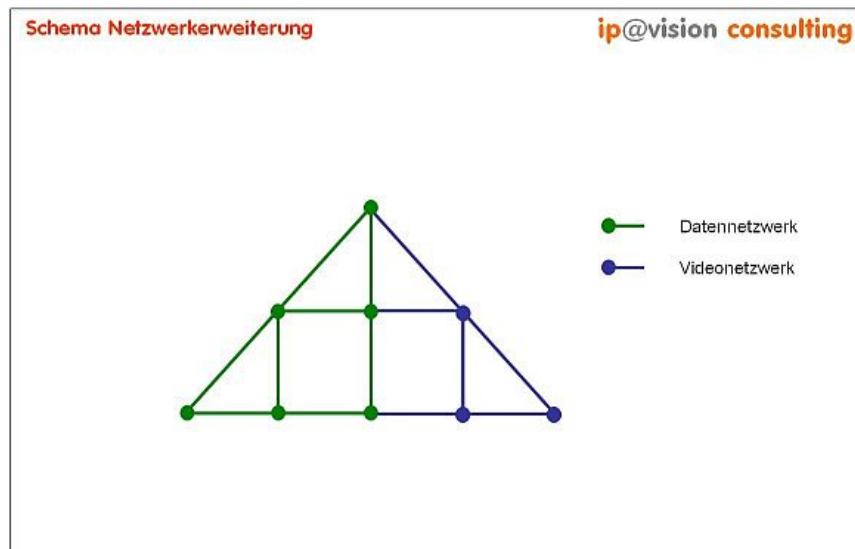 Schema Netzwerkerweiterung
ip@vision consulting
Datennetzwerk
Videonetzwerk